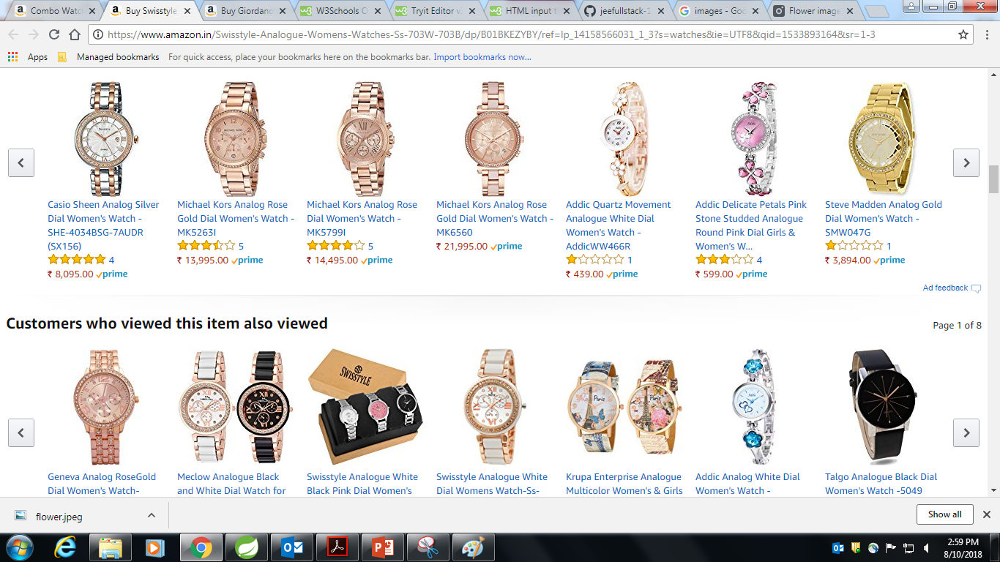 Combo Watch
Buy Swisstyle
Buy Giordano
W3Schools O
Tryit Editor v
HTML input t
jeefullstack-1
images - Goo
Flower image
https://www.amazon.in/Swisstyle-Analogue-Womens-Watches-Ss-703W-703B/dp/B01BKEZYBY/ref=lp_14158566031_1_3?s=watches&ie=UTF8&qid=1533893164&sr=1-3
Apps Managed bookmarks For quick access, place your bookmarks here on the bookmarks bar. Import bookmarks now...
Casio Sheen Analog Silver
Dial Women's Watch -
SHE-4034BSG-7AUDR
(SX156)
4
₹ 8,095.00 prime
Michael Kors Analog Rose
Gold Dial Women's Watch -
MK5263I
5
₹ 13,995.00 prime
Michael Kors Analog Rose
Dial Women's Watch -
MK5799I
5
₹ 14,495.00 prime
Michael Kors Analog Rose
Gold Dial Women's Watch -
MK6560
₹ 21,995.00 prime
Addic Quartz Movement
Analogue White Dial
Women's Watch -
AddicWW466R
1
₹ 439.00 prime
Addic Delicate Petals Pink
Stone Studded Analogue
Round Pink Dial Girls &
Women's W...
4
₹ 599.00 prime
Steve Madden Analog Gold
Dial Women's Watch -
SMW047G
1
₹ 3,894.00 prime
Ad feedback
Customers who viewed this item also viewed
Page 1 of 8
SWISSTYLE
Paris
Paris
Geneva Analog RoseGold
Dial Women's Watch-
Meclow Analogue Black
and White Dial Watch for
Swisstyle Analogue White
Black Pink Dial Women's
Swisstyle Analogue White
Dial Womens Watch-Ss-
Krupa Enterprise Analogue
Multicolor Women's & Girls
Addic Analog White Dial
Women's Watch -
Talgo Analogue Black Dial
Women's Watch -5049
flower.jpeg
Show all
2:59 PM
8/10/2018